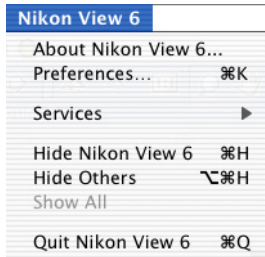 Nikon View 6
About Nikon View 6...
Preferences... ⌘K
Services ▶
Hide Nikon View 6 ⌘H
Hide Others ⌥⌘H
Show All
Quit Nikon View 6 ⌘Q